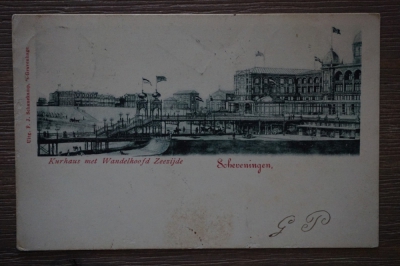 Kurhaus met Wandelhoofd Zeezijde
Scheveningen,
G P